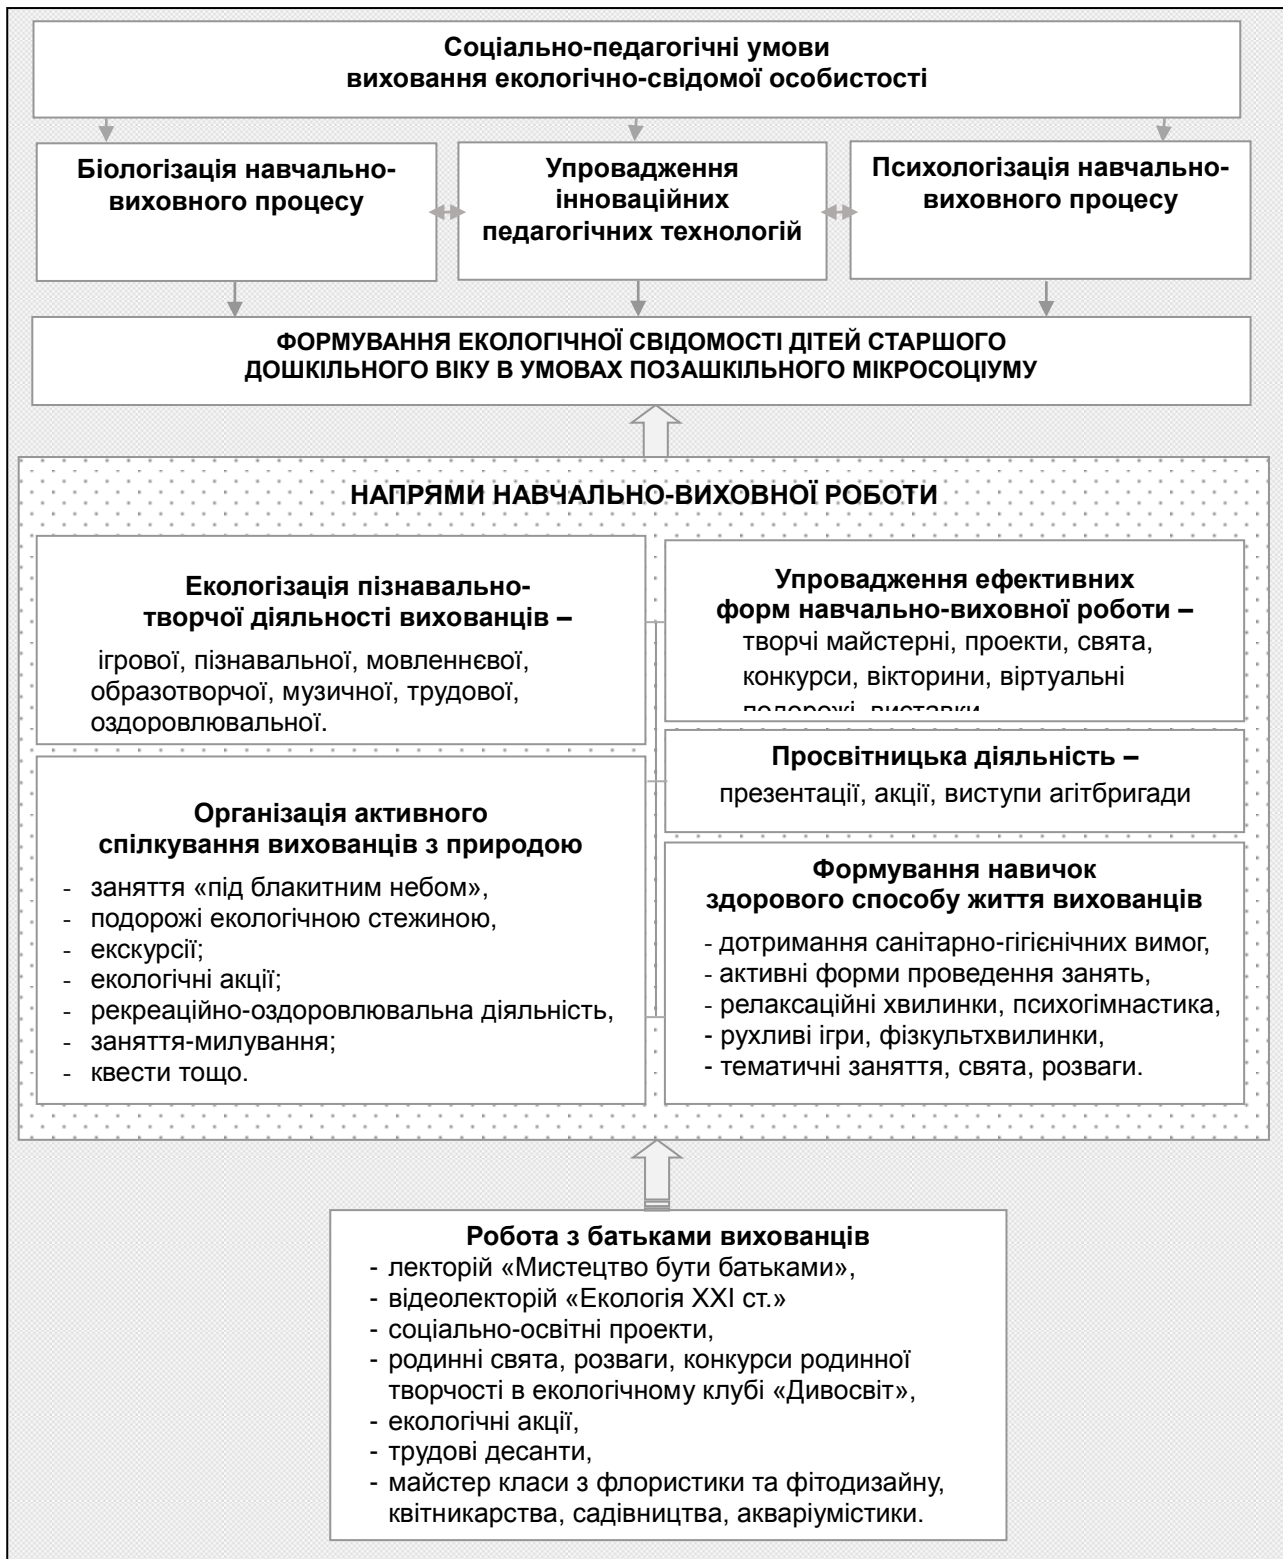 Соціально-педагогічні умови
виховання екологічно-свідомої особистості
Біологізація навчально-
виховного процесу
Упровадження
інноваційних
педагогічних технологій
Психологізація навчально-
виховного процесу
ФОРМУВАННЯ ЕКОЛОГІЧНОЇ СВІДОМОСТІ ДІТЕЙ СТАРШОГО
ДОШКІЛЬНОГО ВІКУ В УМОВАХ ПОЗАШКІЛЬНОГО МІКРОСОЦІУМУ
НАПРЯМИ НАВЧАЛЬНО-ВИХОВНОЇ РОБОТИ
Екологізація пізнавально-
творчої діяльності вихованців –
ігрової, пізнавальної, мовленнєвої,
образотворчої, музичної, трудової,
оздоровлювальної.
Організація активного
спілкування вихованців з природою
- заняття «під блакитним небом»,
- подорожі екологічною стежиною,
- екскурсії;
- екологічні акції;
- рекреаційно-оздоровлювальна діяльність,
- заняття-милування;
- квести тощо.
Упровадження ефективних
форм навчально-виховної роботи –
творчі майстерні, проекти, свята,
конкурси, вікторини, віртуальні
подорожі, виставки
Просвітницька діяльність –
презентації, акції, виступи агітбригади
Формування навичок
здорового способу життя вихованців
- дотримання санітарно-гігієнічних вимог,
- активні форми проведення занять,
- релаксаційні хвилинки, психогімнастика,
- рухливі ігри, фізкультхвилинки,
- тематичні заняття, свята, розваги.
Робота з батьками вихованців
- лекторій «Мистецтво бути батьками»,
- відеолекторій «Екологія ХХІ ст.»
- соціально-освітні проекти,
- родинні свята, розваги, конкурси родинної
творчості в екологічному клубі «Дивосвіт»,
- екологічні акції,
- трудові десанти,
- майстер класи з флористики та фітодизайну,
квітникарства, садівництва, акваріумістики.